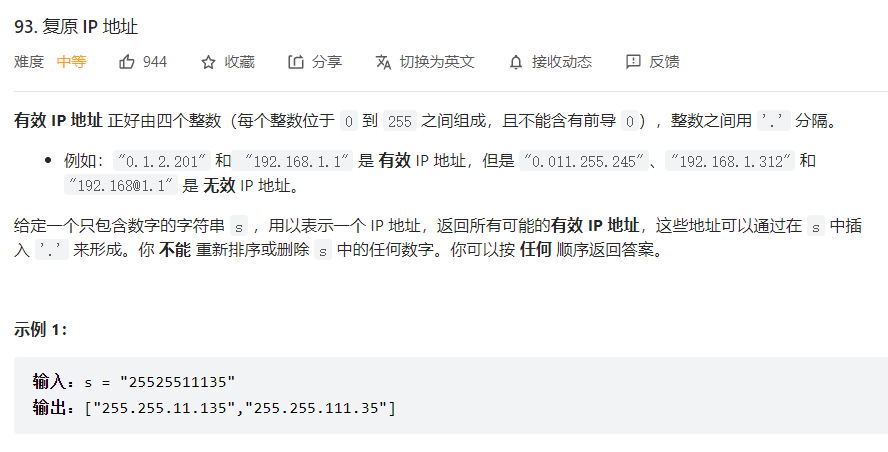 93. 复原 IP 地址
难度 中等 944 收藏 分享 切换为英文 接收动态 反馈
有效 IP 地址 正好由四个整数（每个整数位于 0 到 255 之间组成，且不能含有前导 0），整数之间用 '.' 分隔。
例如："0.1.2.201" 和 "192.168.1.1" 是 有效 IP 地址，但是 "0.011.255.245"、"192.168.1.312" 和
"192.168@1.1" 是 无效 IP 地址。
给定一个只包含数字的字符串 s ，用以表示一个 IP 地址，返回所有可能的有效 IP 地址，这些地址可以通过在 s 中插
入 '.' 来形成。你 不能 重新排序或删除 s 中的任何数字。你可以按 任何 顺序返回答案。
示例 1：
输入：s = "25525511135"
输出：["255.255.11.135","255.255.111.35"]